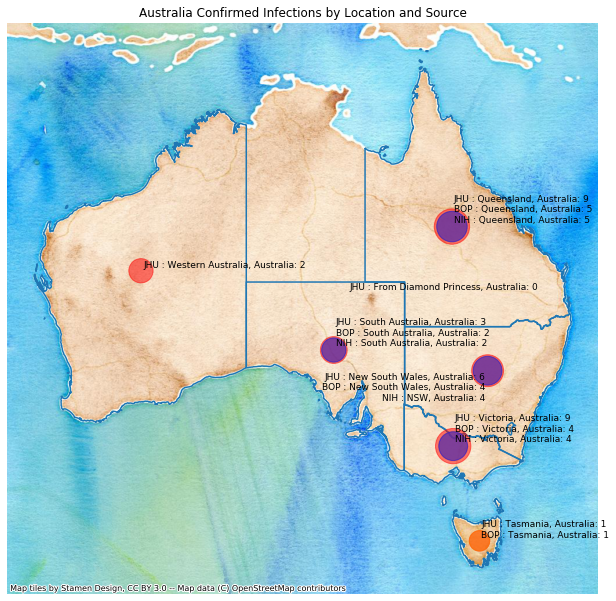 Australia Confirmed Infections by Location and Source
JHU : Queensland, Australia: 9
BOP : Queensland, Australia: 5
NIH : Queensland, Australia: 5
JHU : Western Australia, Australia: 2
JHU : From Diamond Princess, Australia: 0
JHU : South Australia, Australia: 3
BOP : South Australia, Australia: 2
NIH : South Australia, Australia: 2
JHU : New South Wales, Australia: 6
BOP : New South Wales, Australia: 4
NIH : NSW, Australia: 4
JHU : Victoria, Australia: 9
BOP : Victoria, Australia: 4
NIH : Victoria, Australia: 4
JHU : Tasmania, Australia: 1
BOP : Tasmania, Australia: 1
Map tiles by Stamen Design, CC BY 3.0 -- Map data (C) OpenStreetMap contributors